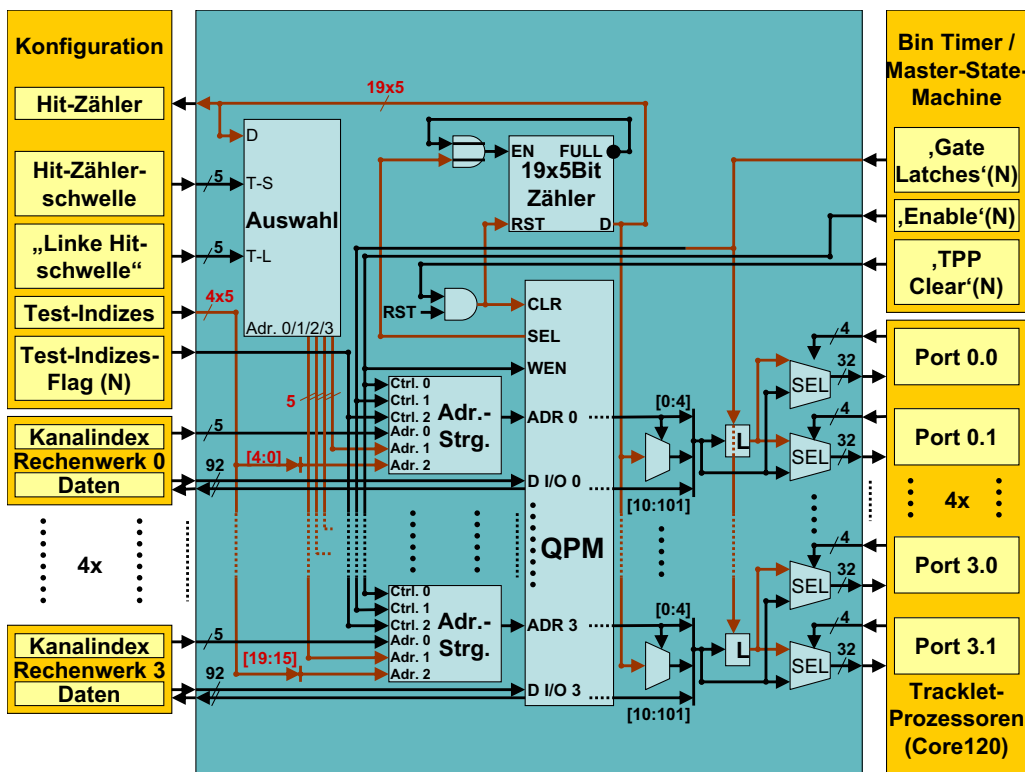 Konfiguration
Hit-Zähler
Hit-Zähler-
schwelle
„Linke Hit-
schwelle“
Test-Indizes
Test-Indizes-
Flag (N)
Kanalindex
Rechenwerk 0
Daten
4x
Kanalindex
Rechenwerk 3
Daten
5
5
4x5
5
92
[4:0]
5
92
[19:15]
19x5
D
T-S
Auswahl
T-L
Adr. 0/1/2/3
5
EN
FULL
19x5Bit
Zähler
RST
D
RST
CLR
SEL
WEN
ADR 0
D I/O 0
QPM
ADR 3
D I/O 3
Ctrl. 0
Ctrl. 1
Ctrl. 2
Adr. 0
Adr. 1
Adr. 2
Adr.-
Strg.
Ctrl. 0
Ctrl. 1
Ctrl. 2
Adr. 0
Adr. 1
Adr. 2
Adr.-
Strg.
[0:4]
[10:101]
L
[0:4]
[10:101]
L
SEL
4
32
SEL
4
32
SEL
4
32
SEL
4
32
Bin Timer /
Master-State-
Machine
‚Gate
Latches‘(N)
‚Enable‘(N)
‚TPP
Clear‘(N)
Port 0.0
Port 0.1
4x
Port 3.0
Port 3.1
Tracklet-
Prozessoren
(Core120)